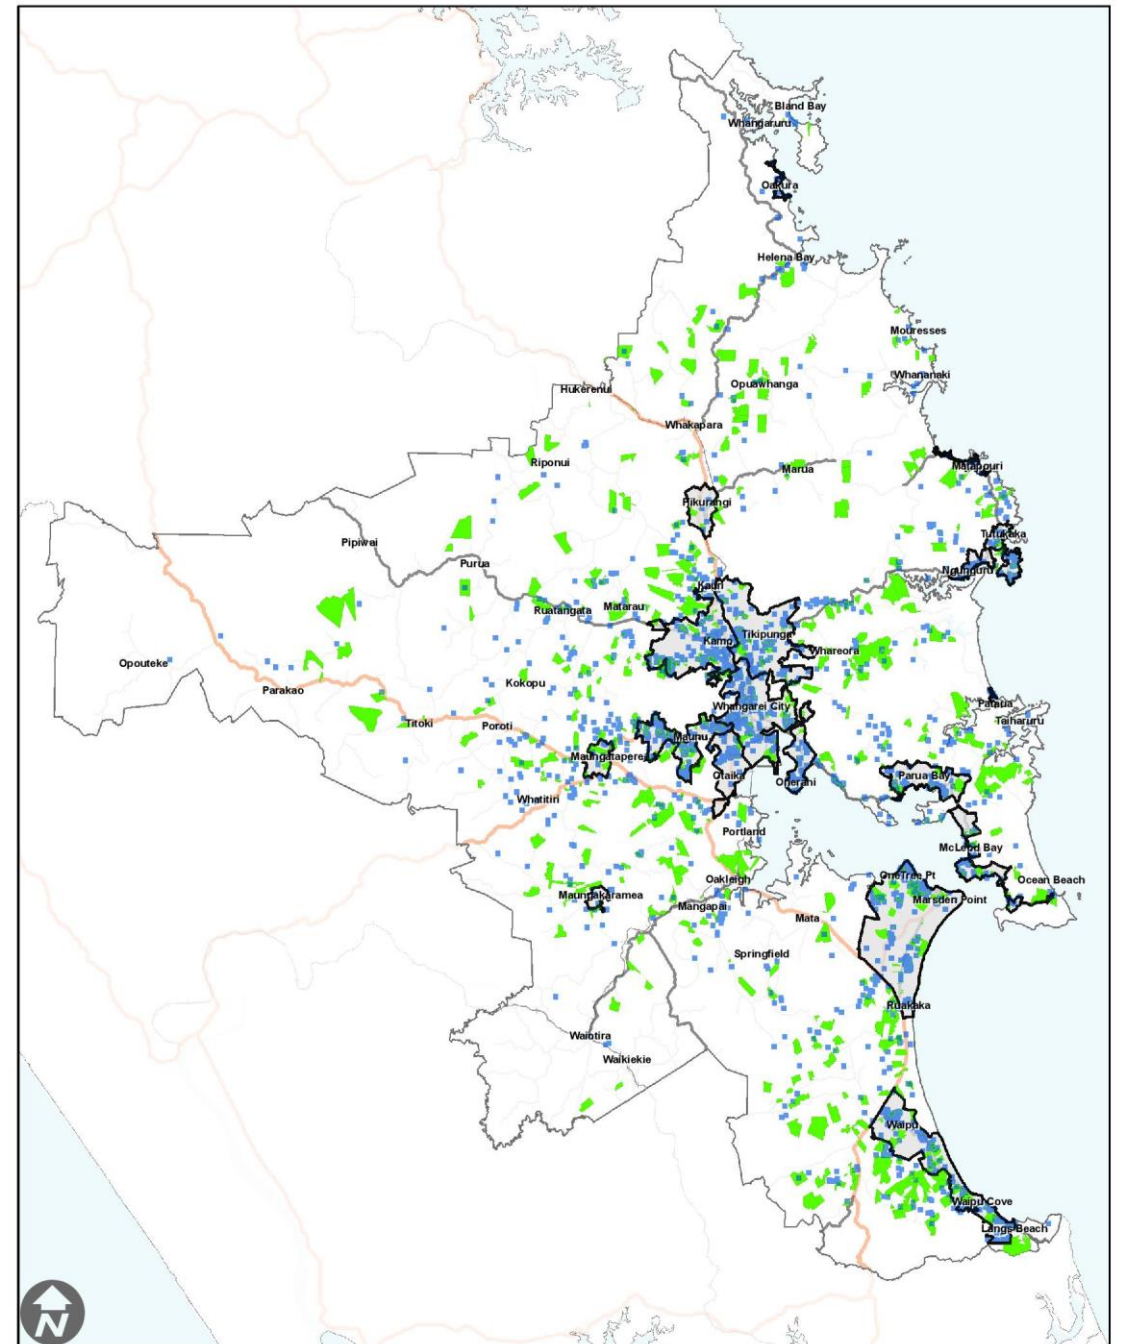 Bland Bay
Whangaruru
Oakura
Helena Bay
Mouresses
Whananaki
Opuawhanga
Hukerenui
Whakapara
Riponui
Marua
Matapouri
Hikurangi
Tutukaka
Pipiwai
Purua
Ngunguru
Kauri
Ruatangata
Matarau
Tikipunga
Kamo
Whareora
Opouteke
Parakao
Kokopu
Whangarei City
Pataua
Taiharuru
Titoki
Poroti
Maunu
Maungatapere
Otaika
Onerahi
Parua Bay
Whatitiri
Portland
McLeod Bay
Oakleigh
OneTree Pt
Ocean Beach
Maungakaramea
Mangapai
Marsden Point
Mata
Springfield
Ruakaka
Waiotira
Waikiekie
Waipu
Waipu Cove
Langs Beach
N